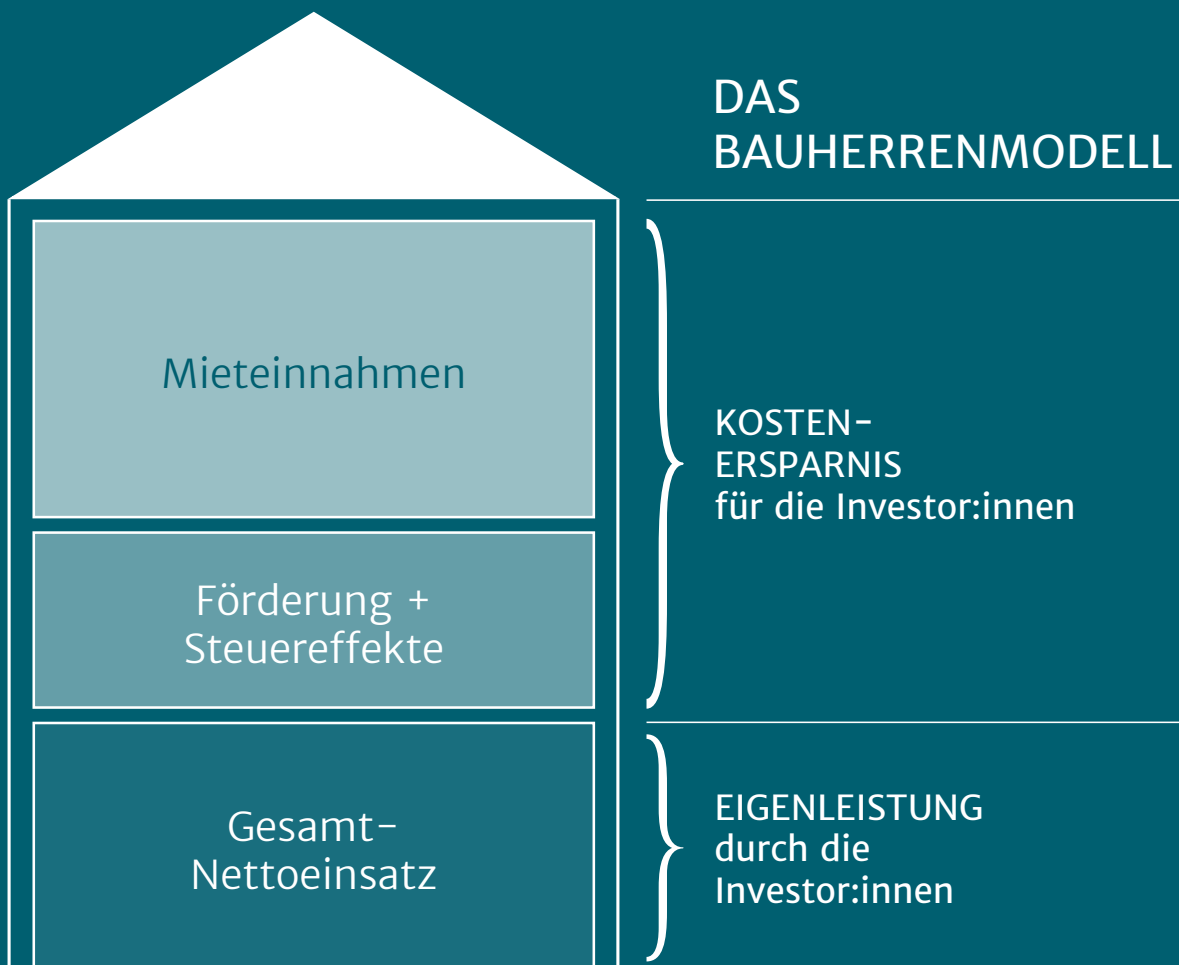 DAS
BAUHERRENMODELL
Mieteinnahmen
KOSTEN-
ERSPARNIS
für die Investor:innen
Förderung +
Steuereffekte
Gesamt-
Nettoeinsatz
EIGENLEISTUNG
durch die
Investor:innen